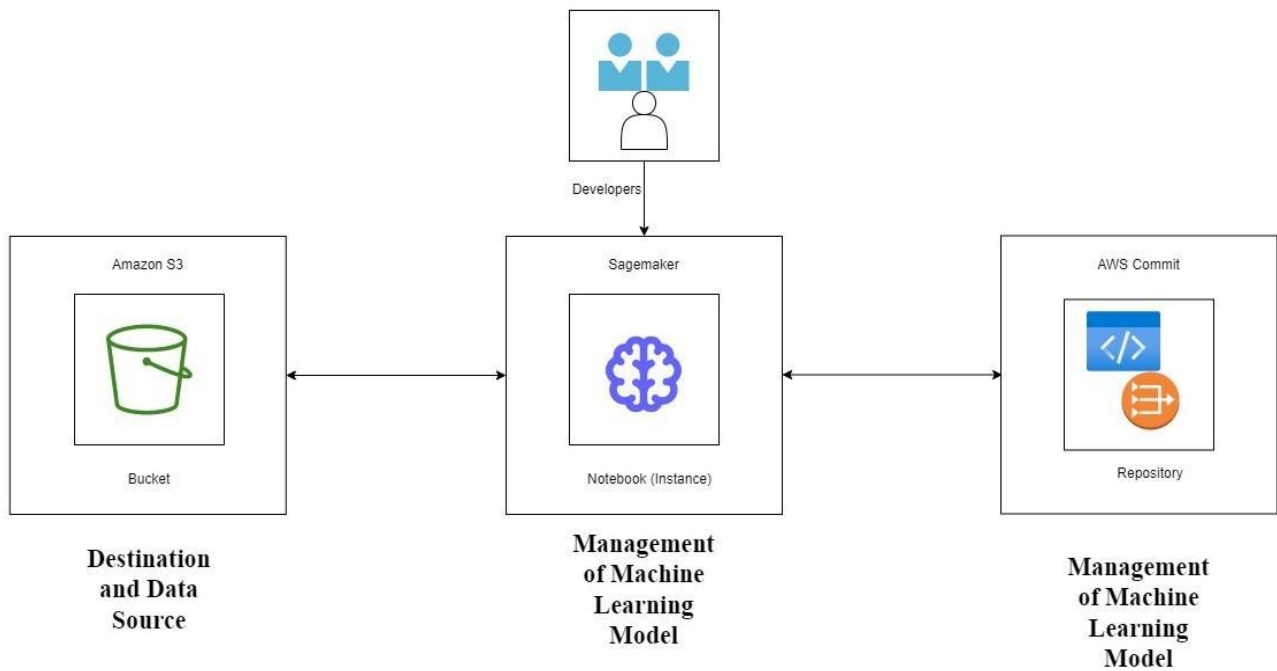 Developers
Amazon S3
Bucket
Destination
and Data
Source
Sagemaker
Notebook (Instance)
Management
of Machine
Learning
Model
AWS Commit
</>
Repository
Management
of Machine
Learning
Model